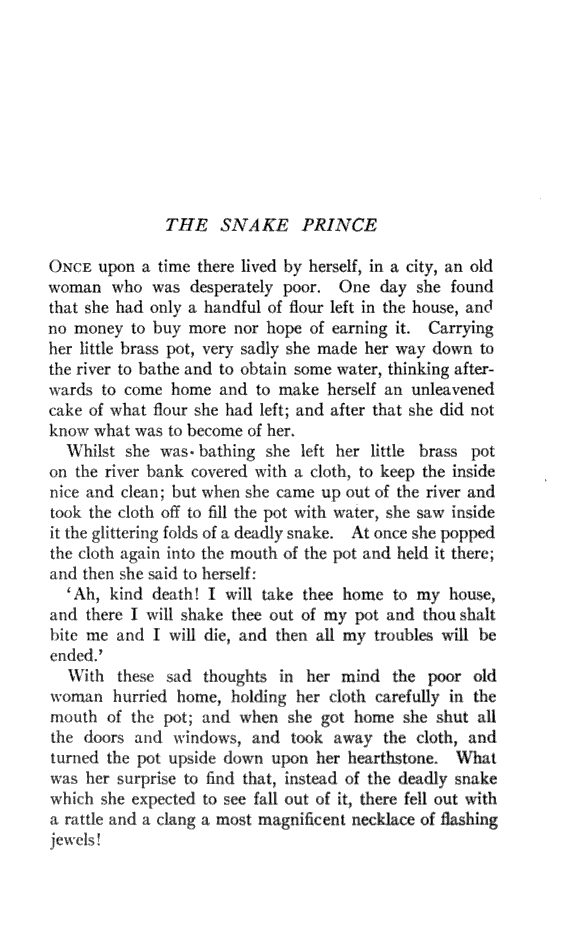 THE SNAKE PRINCE
ONCE upon a time there lived by herself, in a city, an old
woman who was desperately poor. One day she found
that she had only a handful of flour left in the house, and
no money to buy more nor hope of earning it. Carrying
her little brass pot, very sadly she made her way down to
the river to bathe and to obtain some water, thinking after-
wards to come home and to make herself an unleavened
cake of what flour she had left; and after that she did not
know what was to become of her.
Whilst she was bathing she left her little brass pot
on the river bank covered with a cloth, to keep the inside
nice and clean; but when she came up out of the river and
took the cloth off to fill the pot with water, she saw inside
it the glittering folds of a deadly snake. At once she popped
the cloth again into the mouth of the pot and held it there;
and then she said to herself:
‘Ah, kind death! I will take thee home to my house,
and there I will shake thee out of my pot and thou shalt
bite me and I will die, and then all my troubles will be
ended.’
With these sad thoughts in her mind the poor old
woman hurried home, holding her cloth carefully in the
mouth of the pot; and when she got home she shut all
the doors and windows, and took away the cloth, and
turned the pot upside down upon her hearthstone. What
was her surprise to find that, instead of the deadly snake
which she expected to see fall out of it, there fell out with
a rattle and a clang a most magnificent necklace of flashing
jewels!